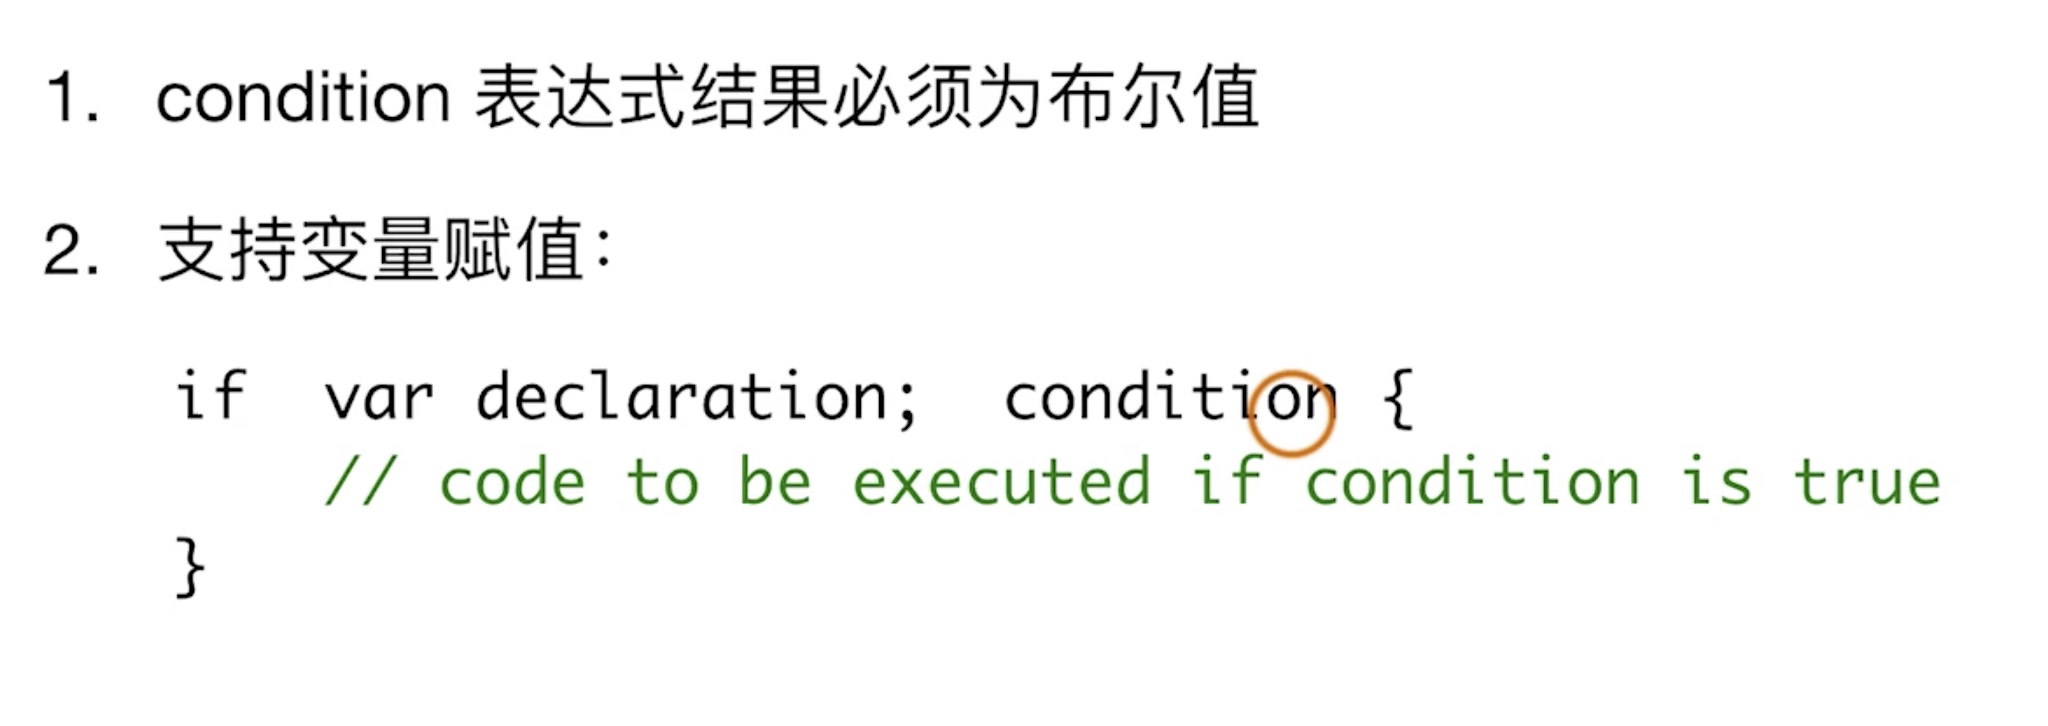 1. condition 表达式结果必须为布尔值
2. 支持变量赋值：
if var declaration; condition {
// code to be executed if condition is true
}